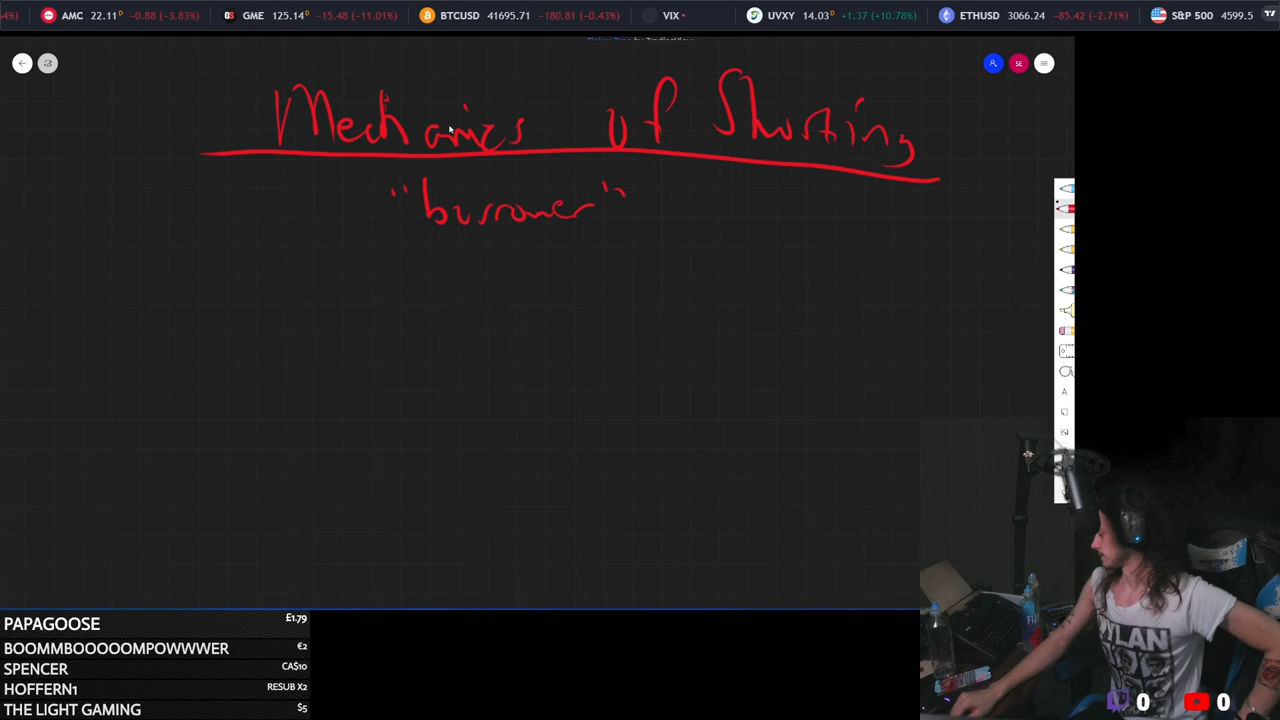 4%) AMC 22.11 D -0.88 (-3.83%) GME 125.14 D -15.48 (-11.01%) BTCUSD 41695.71 -180.81 (-0.43%) VIX UVXY 14.03 D +1.37 (+10.78%) ETHUSD 3066.24 -85.42 (-2.71%) S&P 500 4599.5
SE
Mechanics of Shorting
"borrower"
A
DYLAN
PAPAGOOSE £1.79
BOOMMBOOOOOMPOWWWER €2
SPENCER CA$10
HOFFERN1 RESUB X2
THE LIGHT GAMING $5
0 0